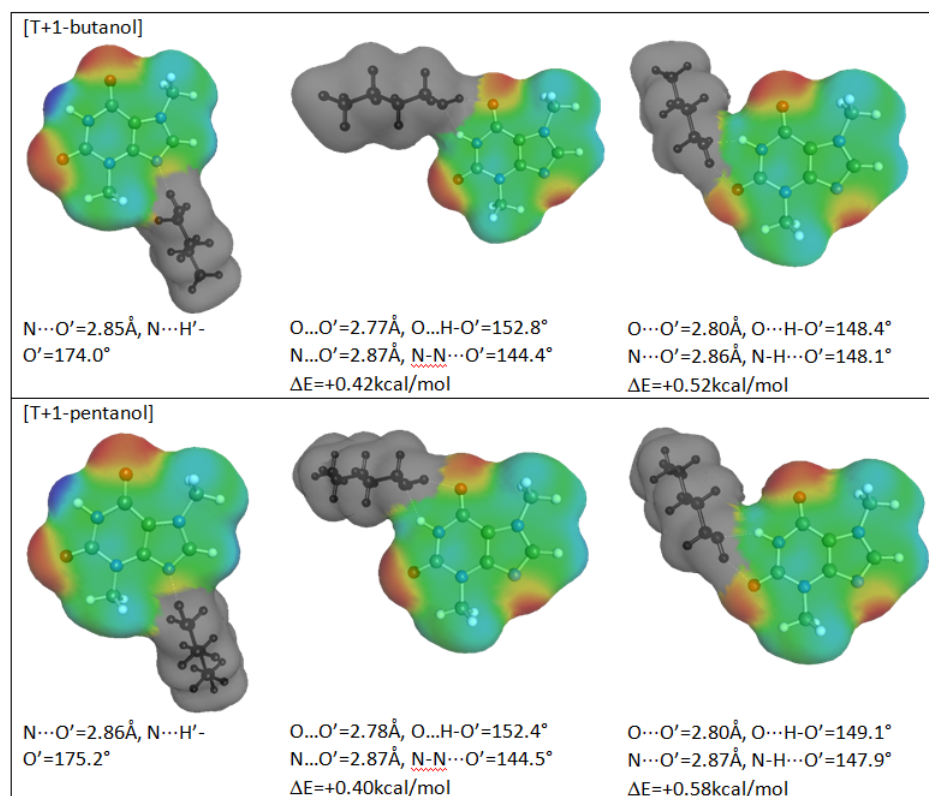 [T+1-butanol]
N⋯O’=2.85Å, N⋯H’-
O’=174.0°
O...O’=2.77Å, O...H-O’=152.8°
N...O’=2.87Å, N-N⋯O’=144.4°
ΔE=+0.42kcal/mol
O⋯O’=2.80Å, O⋯H-O’=148.4°
N⋯O’=2.86Å, N-H⋯O’=148.1°
ΔE=+0.52kcal/mol
[T+1-pentanol]
N⋯O’=2.86Å, N⋯H’-
O’=175.2°
O...O’=2.78Å, O...H-O’=152.4°
N...O’=2.87Å, N-N⋯O’=144.5°
ΔE=+0.40kcal/mol
O⋯O’=2.80Å, O⋯H-O’=149.1°
N⋯O’=2.87Å, N-H⋯O’=147.9°
ΔE=+0.58kcal/mol